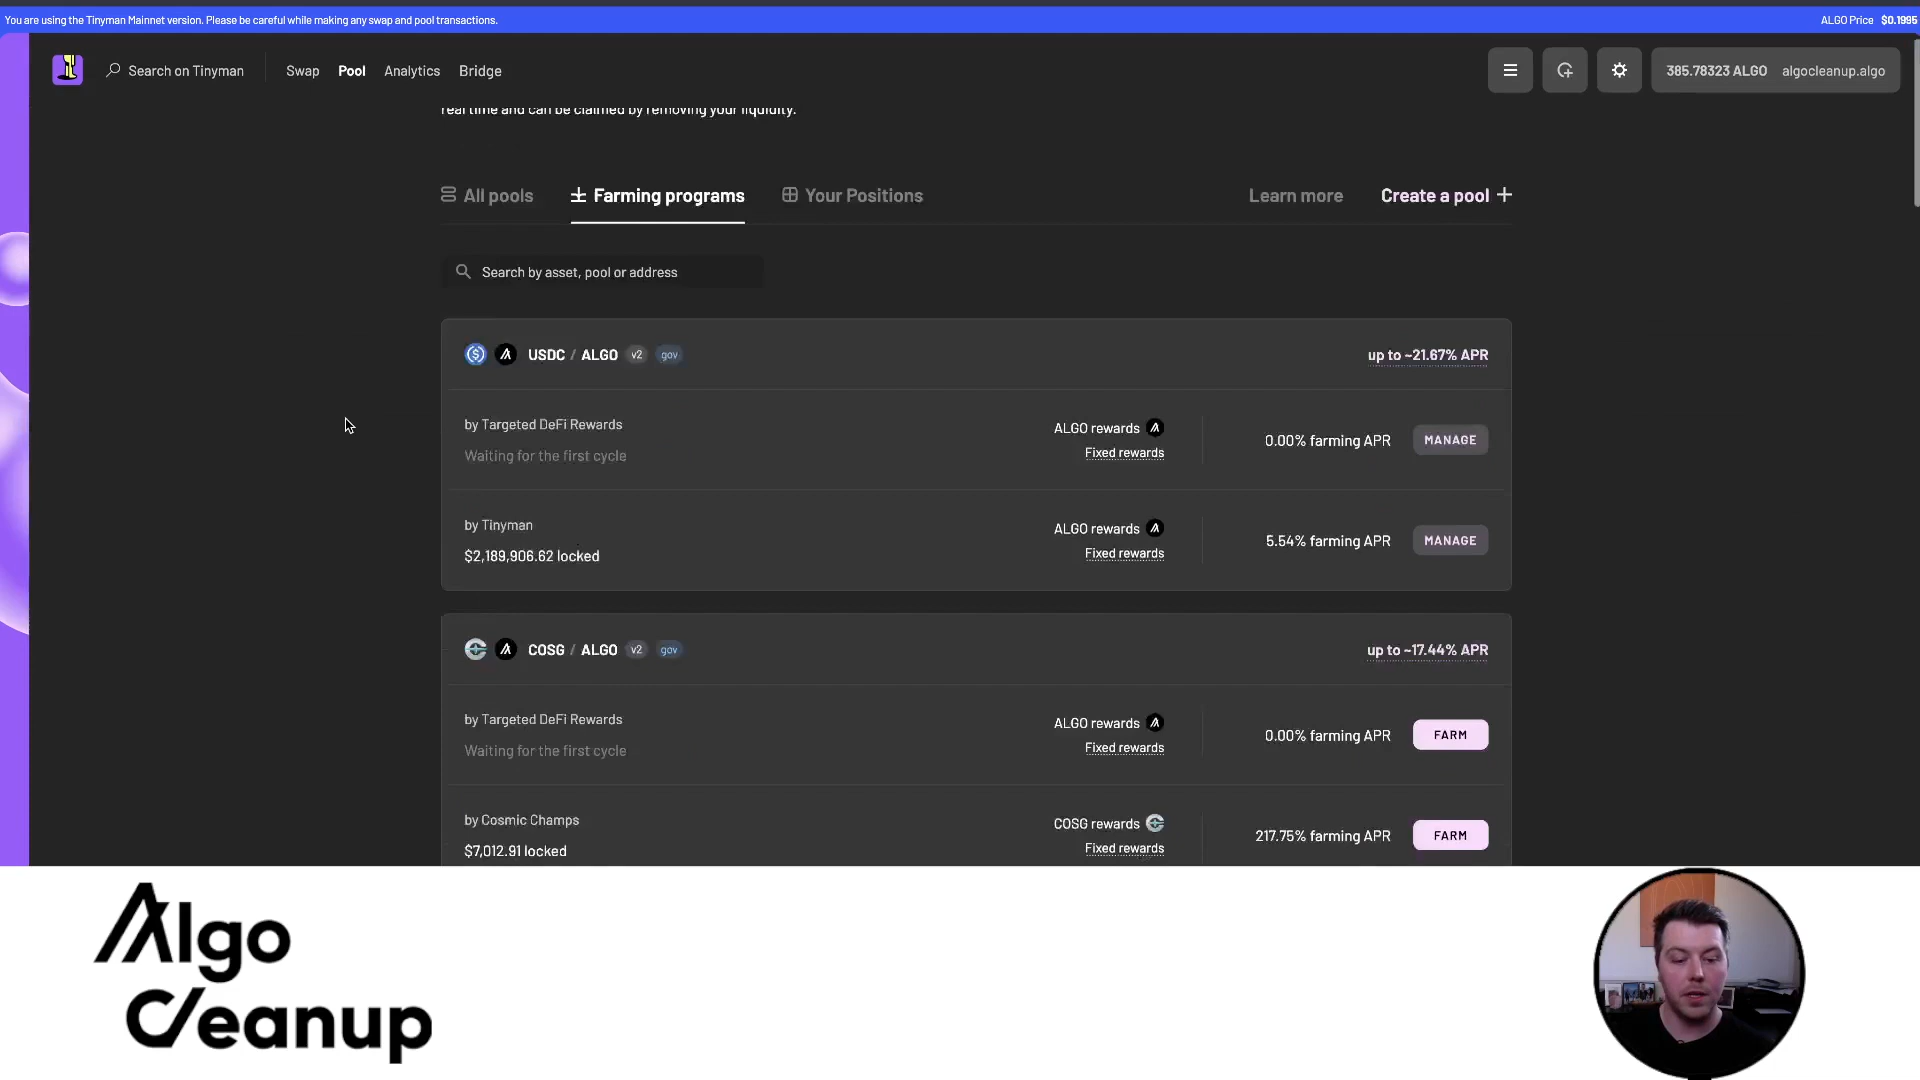 You are using the Tinyman Mainnet version. Please be careful while making any swap and pool transactions.
ALGO Price $0.1995
Search on Tinyman
Swap
Pool
Analytics
Bridge
385.78323 ALGO algocleanup.algo
real time and can be claimed by removing your liquidity.
All pools
Farming programs
Your Positions
Learn more
Create a pool +
Search by asset, pool or address
USDC / ALGO v2 gov
up to ~21.67% APR
by Targeted DeFi Rewards
Waiting for the first cycle
ALGO rewards
Fixed rewards
0.00% farming APR
MANAGE
by Tinyman
$2,189,906.62 locked
ALGO rewards
Fixed rewards
5.54% farming APR
MANAGE
COSG / ALGO v2 gov
up to ~17.44% APR
by Targeted DeFi Rewards
Waiting for the first cycle
ALGO rewards
Fixed rewards
0.00% farming APR
FARM
by Cosmic Champs
$7,012.91 locked
COSG rewards
Fixed rewards
217.75% farming APR
FARM
Algo
Cleanup